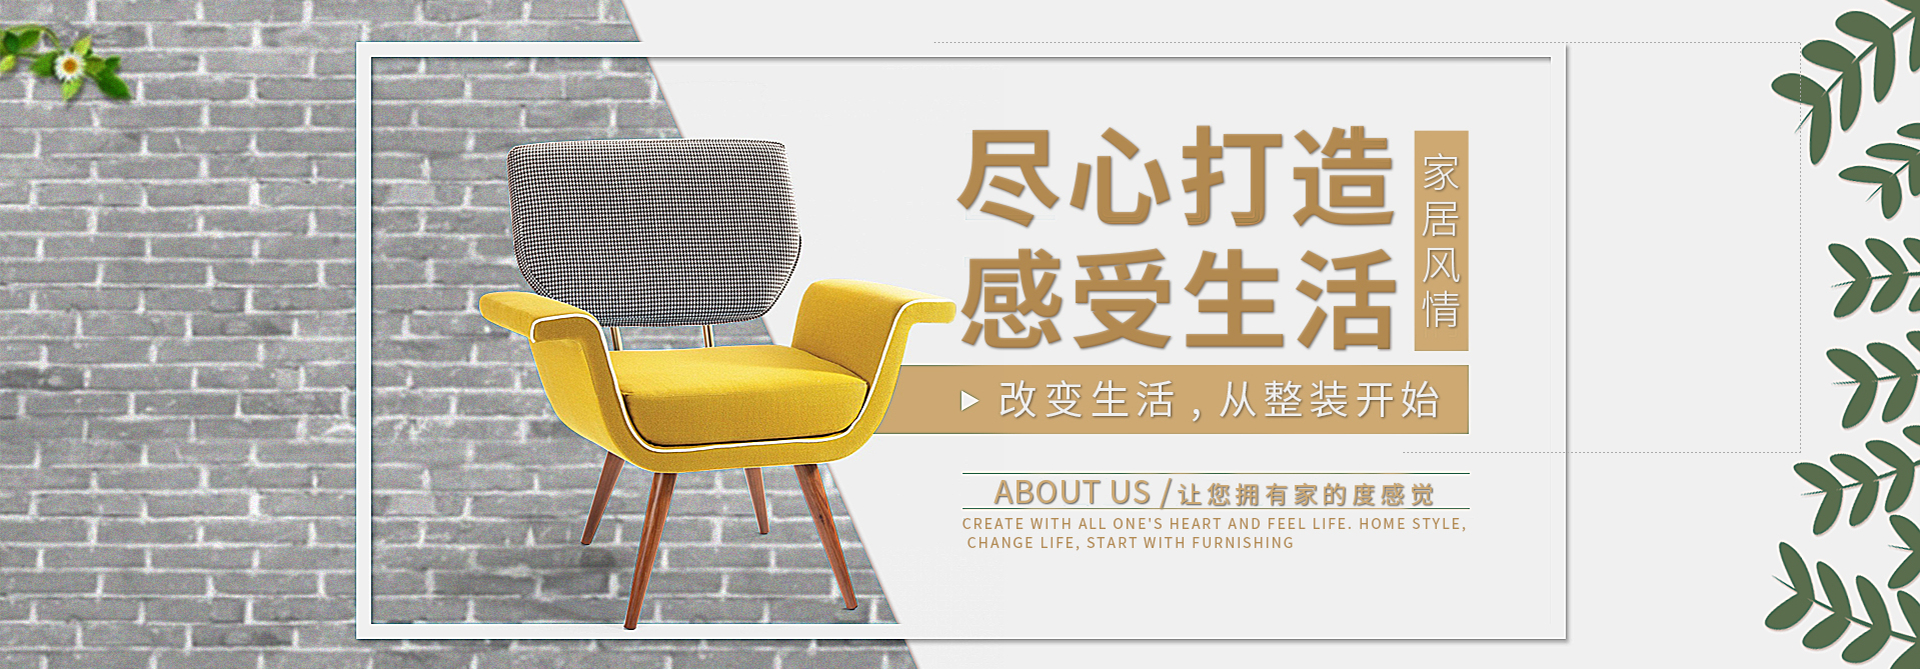 尽心打造
感受生活
家居风情
改变生活，从整装开始
ABOUT US / 让您拥有家的度感觉
CREATE WITH ALL ONE'S HEART AND FEEL LIFE. HOME STYLE,
CHANGE LIFE, START WITH FURNISHING